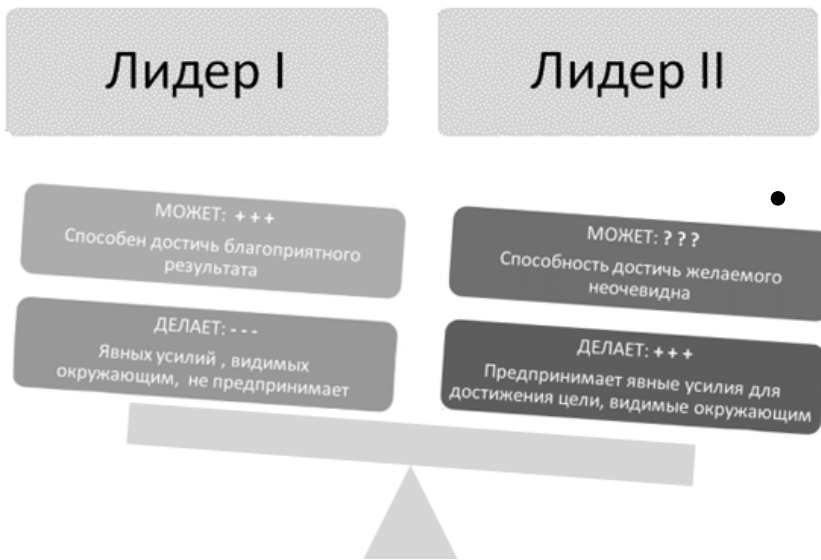 Лидер I
Лидер II
МОЖЕТ: + + +
Способен достичь благоприятного
результата
ДЕЛАЕТ: - - -
Явных усилий , видимых
окружающим, не предпринимает
МОЖЕТ: ? ? ?
Способность достичь желаемого
неочевидна
ДЕЛАЕТ: + + +
Предпринимает явные усилия для
достижения цели, видимые окружающим